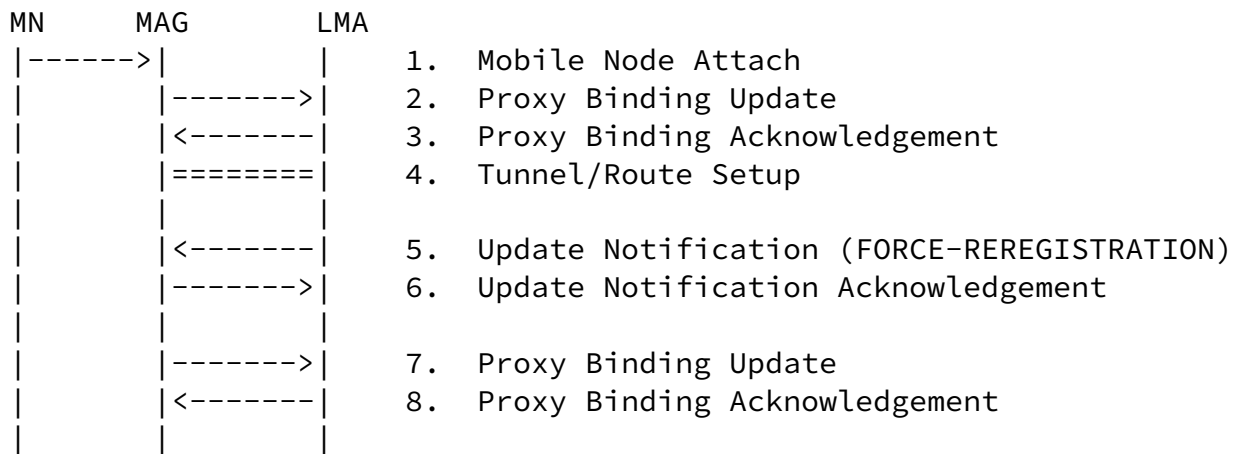 MN      MAG      LMA
|------>|        |    1.  Mobile Node Attach
|       |------->|    2.  Proxy Binding Update
|       |<-------|    3.  Proxy Binding Acknowledgement
|       |========|    4.  Tunnel/Route Setup
|       |        |
|       |<-------|    5.  Update Notification (FORCE-REREGISTRATION)
|       |------->|    6.  Update Notification Acknowledgement
|       |        |
|       |------->|    7.  Proxy Binding Update
|       |<-------|    8.  Proxy Binding Acknowledgement
|       |        |